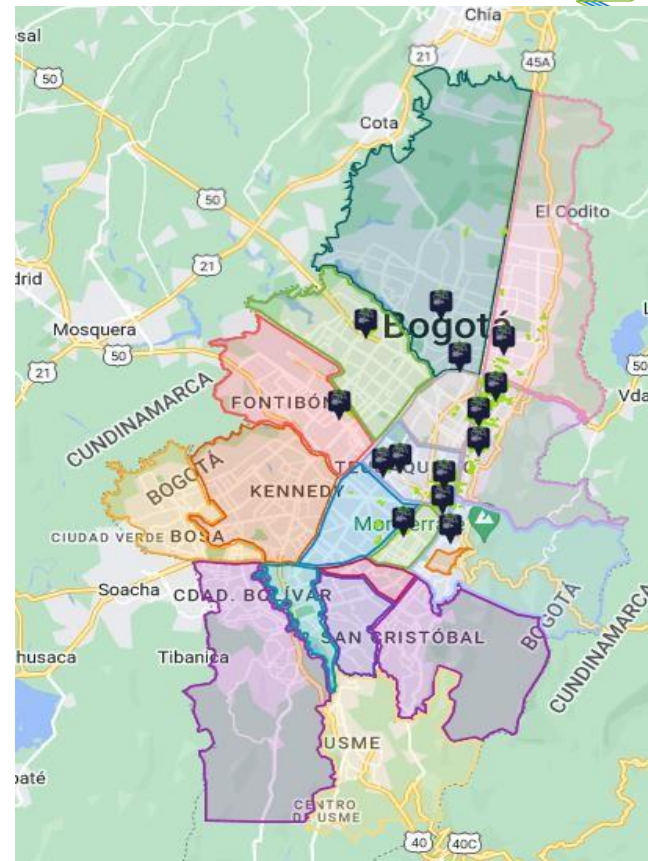 Chía
sal
21
45A
50
Cota
El Codito
50
21
drid
Bogotá
Mosquera
50
21
50
Vda
FONTIBÓN
CUNDINAMARCA
BOGOTÁ
KENNEDY
CIUDAD VERDE
BOSA
Soacha
CDAD. BOLÍVAR
BOGOTÁ
SAN CRISTÓBAL
CUNDINAMARCA
husaca
Tibanica
USME
paté
CENTRO
DE USME
40
40C